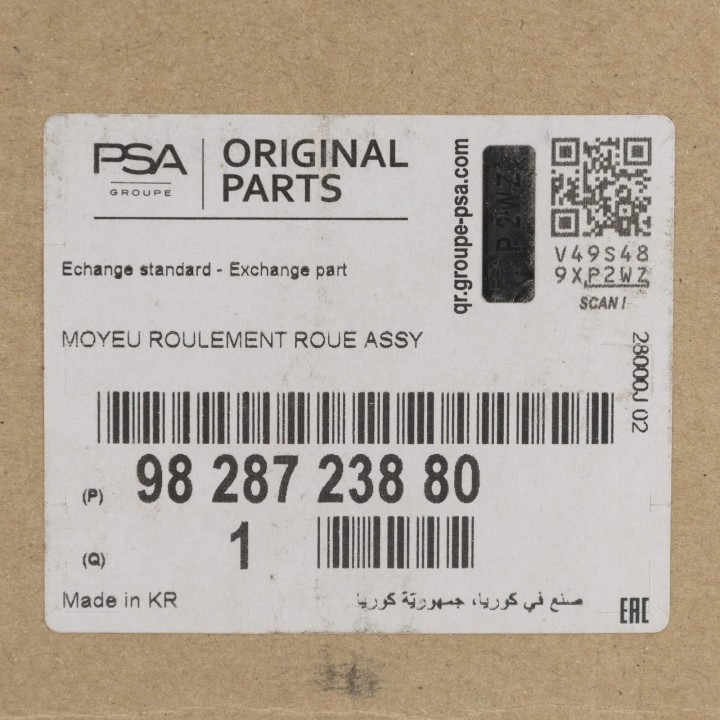 PSA
GROUPE
ORIGINAL
PARTS
qr.groupe-psa.com
P2WZ
V49S48
9XP2WZ
SCAN!
Echange standard - Exchange part
MOYEU ROULEMENT ROUE ASSY
28000J 02
(P) 98 287 238 80
(Q) 1
Made in KR
صنع في كوريا، جمهوريّة كوريا
EAC